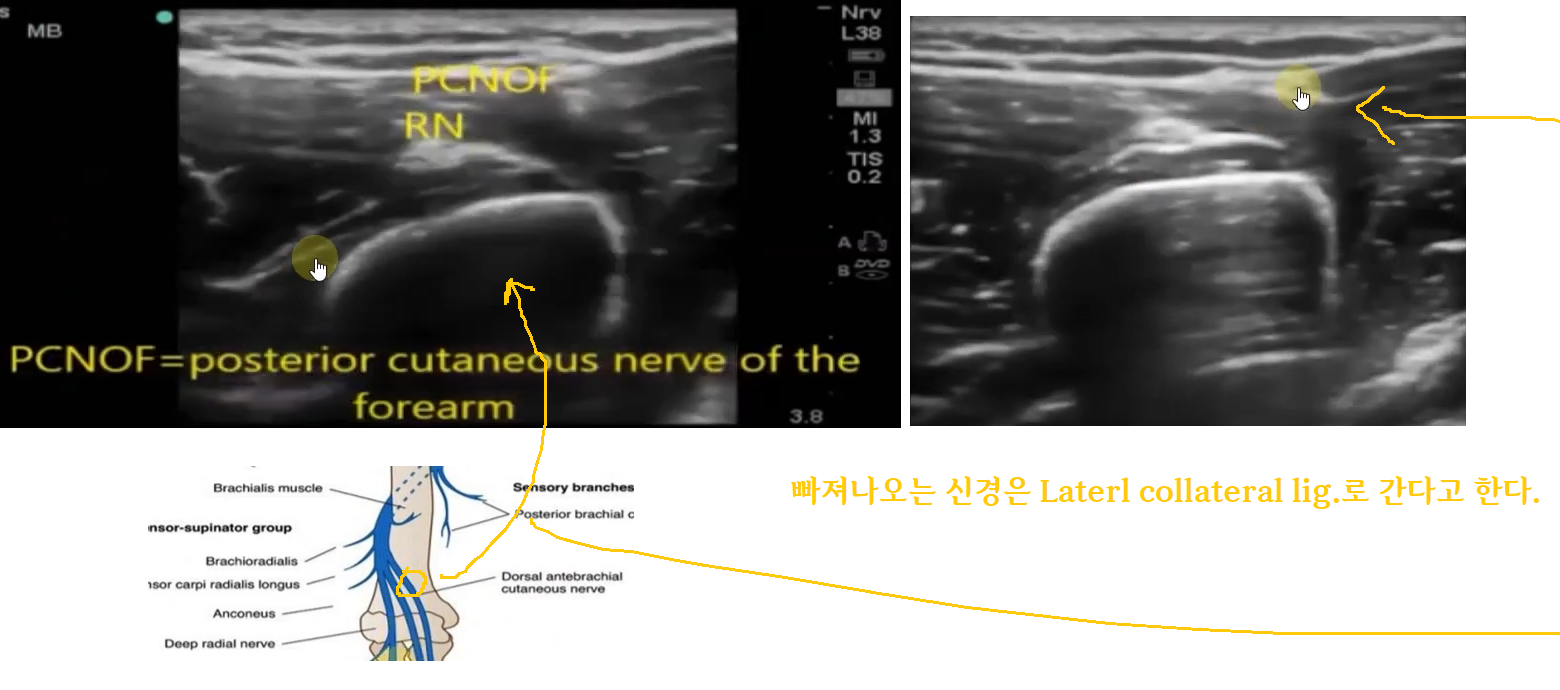 s
MB
Nrv
L38
MI
1.3
TIS
0.2
A
B DVD
3.8
PCNOF
RN
PCNOF=posterior cutaneous nerve of the
forearm
빠져나오는 신경은 Laterl collateral lig.로 간다고 한다.
Brachialis muscle
nsor-supinator group
Brachioradialis
nsor carpi radialis longus
Anconeus
Deep radial nerve
Sensory branches
Posterior brachial c
Dorsal antebrachial
cutaneous nerve